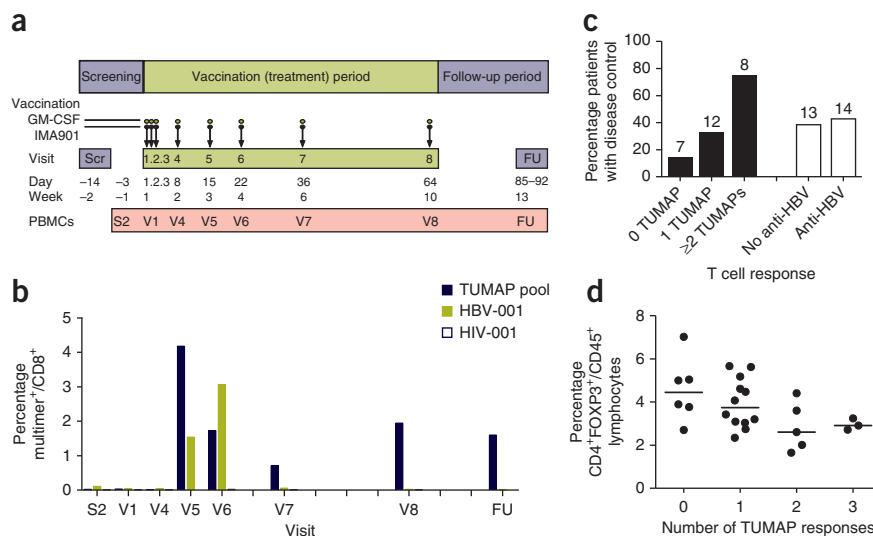 a
Screening Vaccination (treatment) period Follow-up period
Vaccination
GM-CSF
IMA901
Visit Scr 1.2.3 4 5 6 7 8 FU
Day –14 –3 1.2.3 8 15 22 36 64 85–92
Week –2 –1 1 2 3 4 6 10 13
PBMCs S2 V1 V4 V5 V6 V7 V8 FU
b
TUMAP pool
HBV-001
HIV-001
Percentage
multimer⁺/CD8⁺
5
4
3
2
1
0
S2 V1 V4 V5 V6 V7 V8 FU
Visit
c
Percentage patients
with disease control
100
80
60
40
20
0
7 12 8 13 14
0 TUMAP
1 TUMAP
≥2 TUMAPs
No anti-HBV
Anti-HBV
T cell response
d
Percentage
CD4⁺FOXP3⁺/CD45⁺
lymphocytes
8
6
4
2
0
0 1 2 3
Number of TUMAP responses